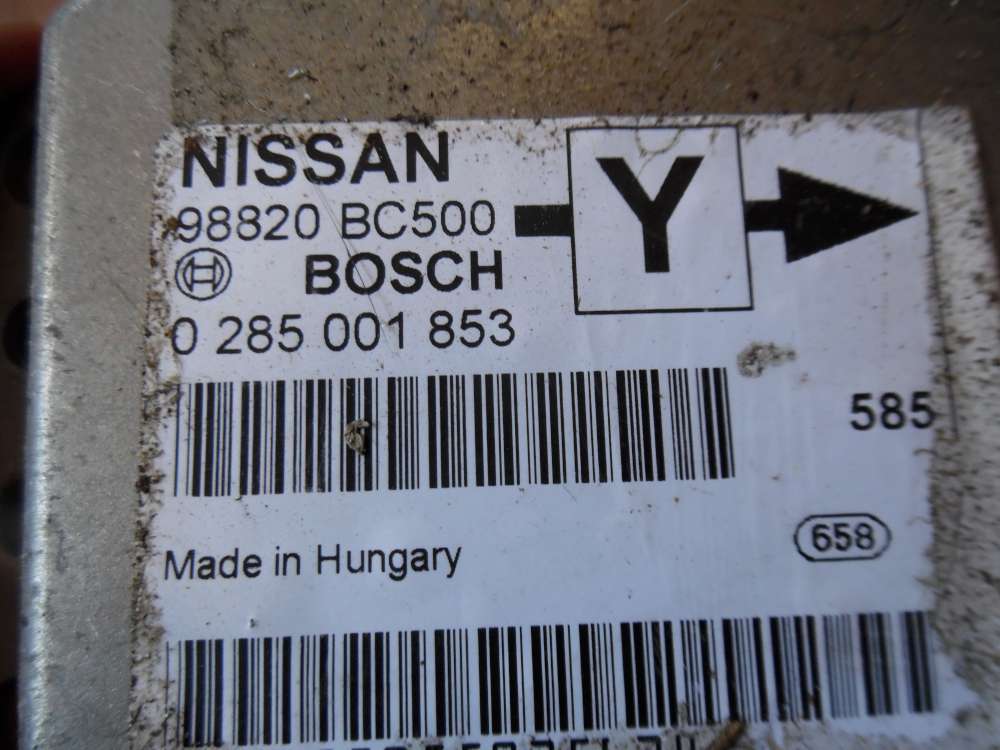 NISSAN
98820 BC500
Y
BOSCH
0 285 001 853
585
658
Made in Hungary